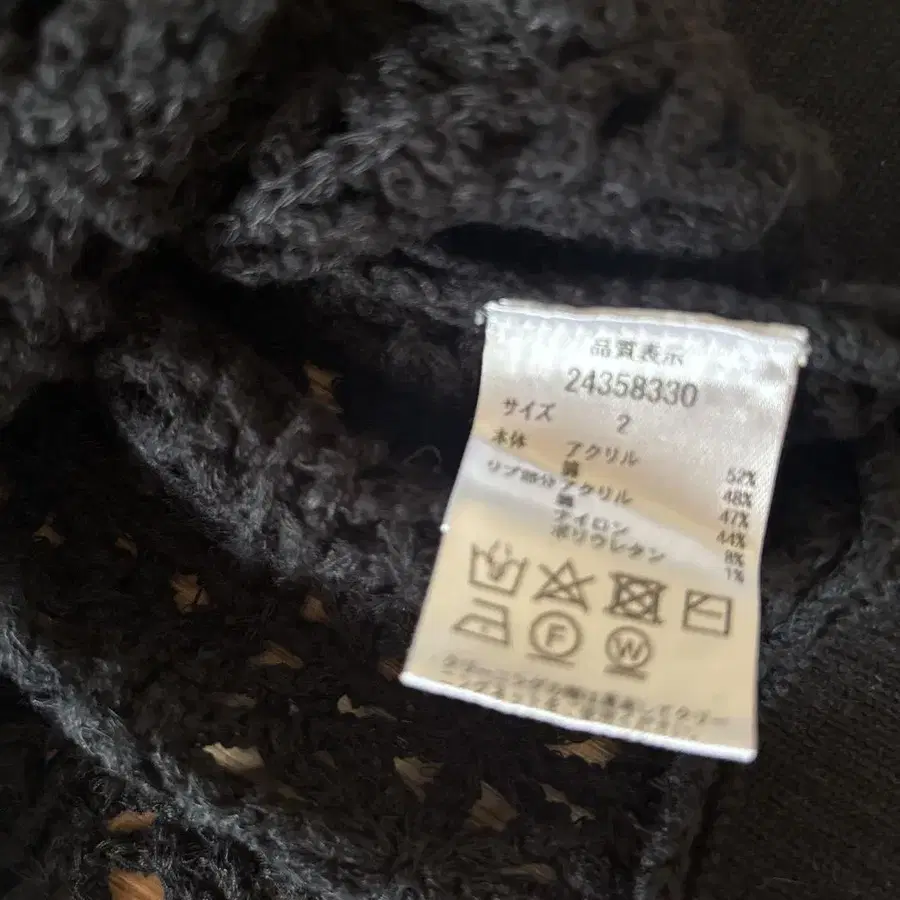 品質表示
24358330
サイズ 2
本体 アクリル 52%
綿 48%
リブ部分 アクリル 47%
綿 44%
ナイロン 8%
ポリウレタン 1%
F W